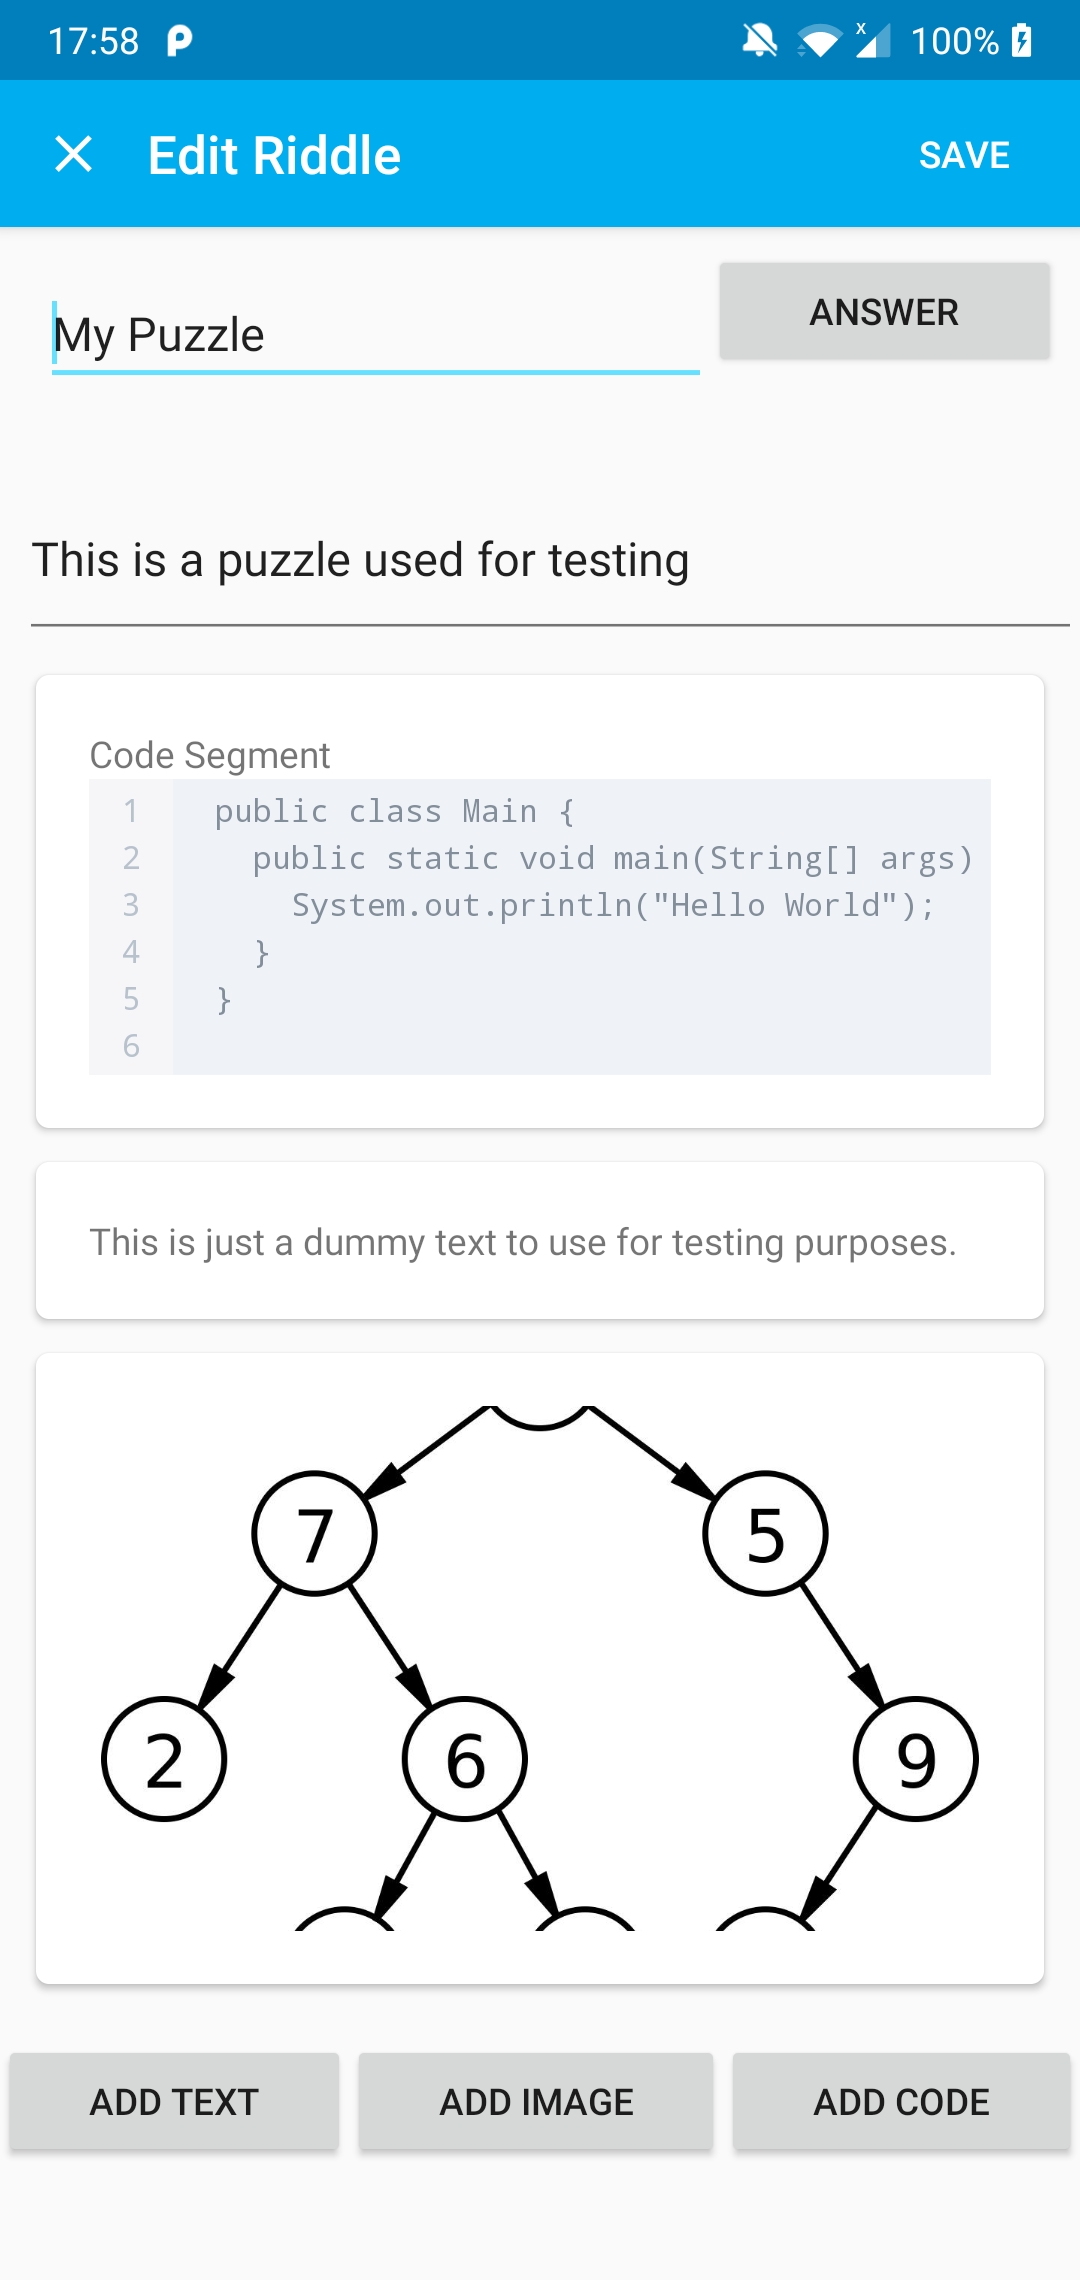 17:58 100%
Edit Riddle SAVE
My Puzzle ANSWER
This is a puzzle used for testing
Code Segment
1 public class Main {
2 public static void main(String[] args)
3 System.out.println("Hello World");
4 }
5 }
6
This is just a dummy text to use for testing purposes.
7 5
2 6 9
ADD TEXT ADD IMAGE ADD CODE